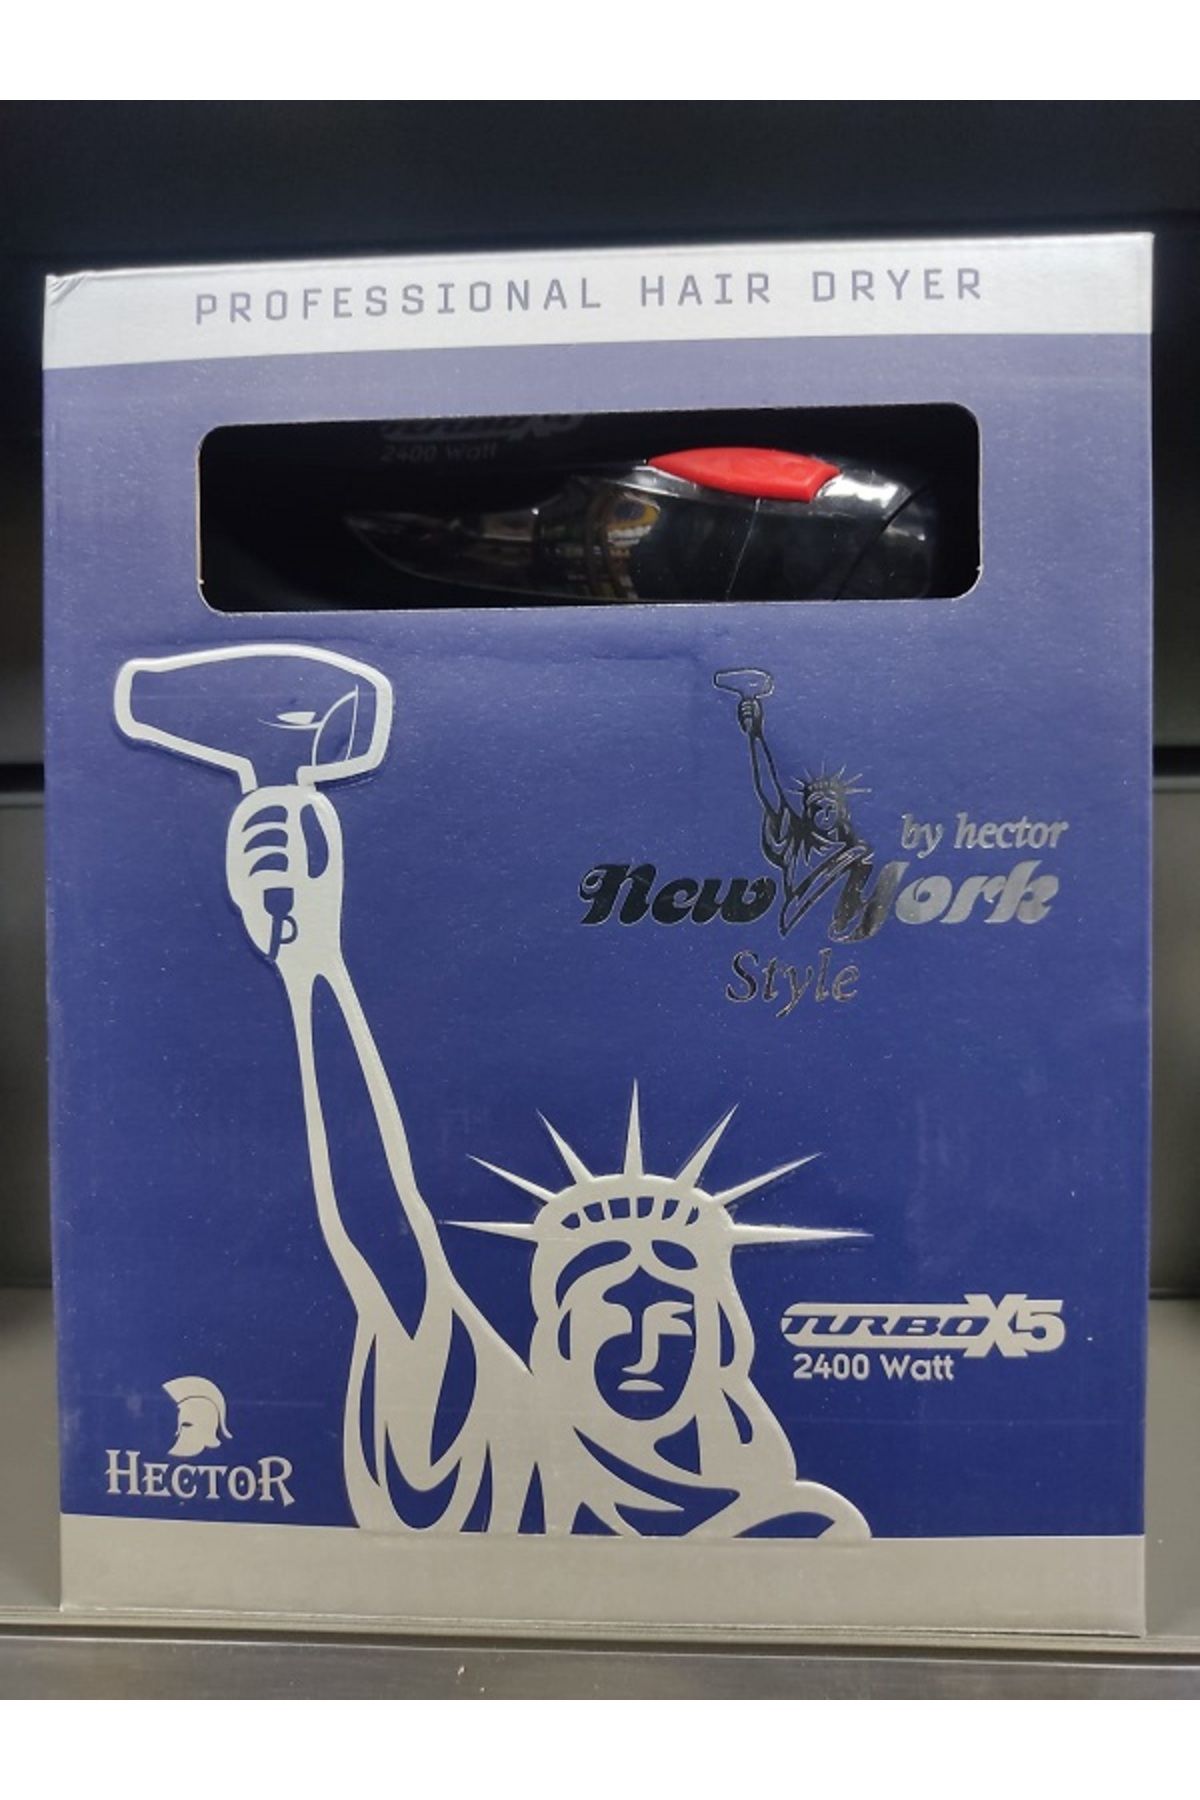 PROFESSIONAL HAIR DRYER
2400 Watt
by hector
New York
Style
TURBO X5
2400 Watt
HECTOR